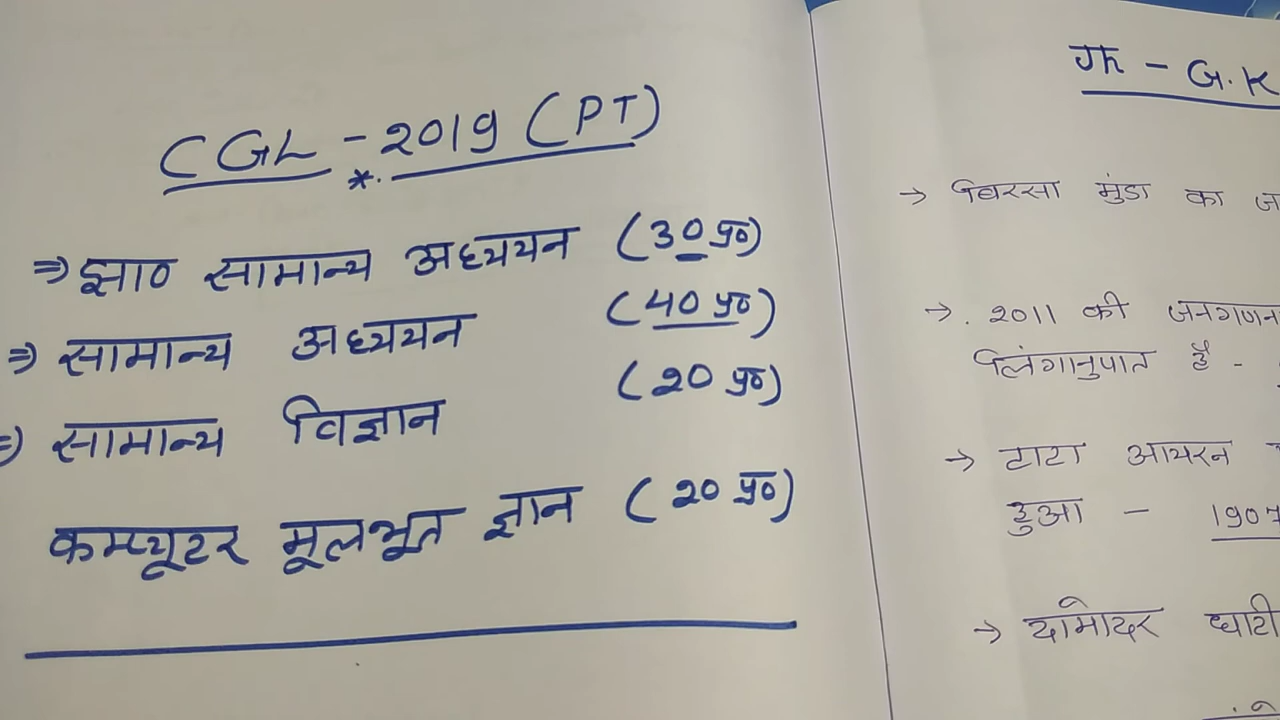 CGL - 2019 (PT)
*.
⇒ झा० सामान्य अध्ययन (30 प्र०)
⇒ सामान्य अध्ययन (40 प्र०)
⇒ सामान्य विज्ञान (20 प्र०)
कम्प्यूटर मूलभूत ज्ञान (20 प्र०)
Jh - G.K
→ बिरसा मुंडा का ज
→ . 2011 की जनगणन
लिंगानुपात है -
→ टाटा आयरन
हुआ - 1907
→ दामोदर घाटी